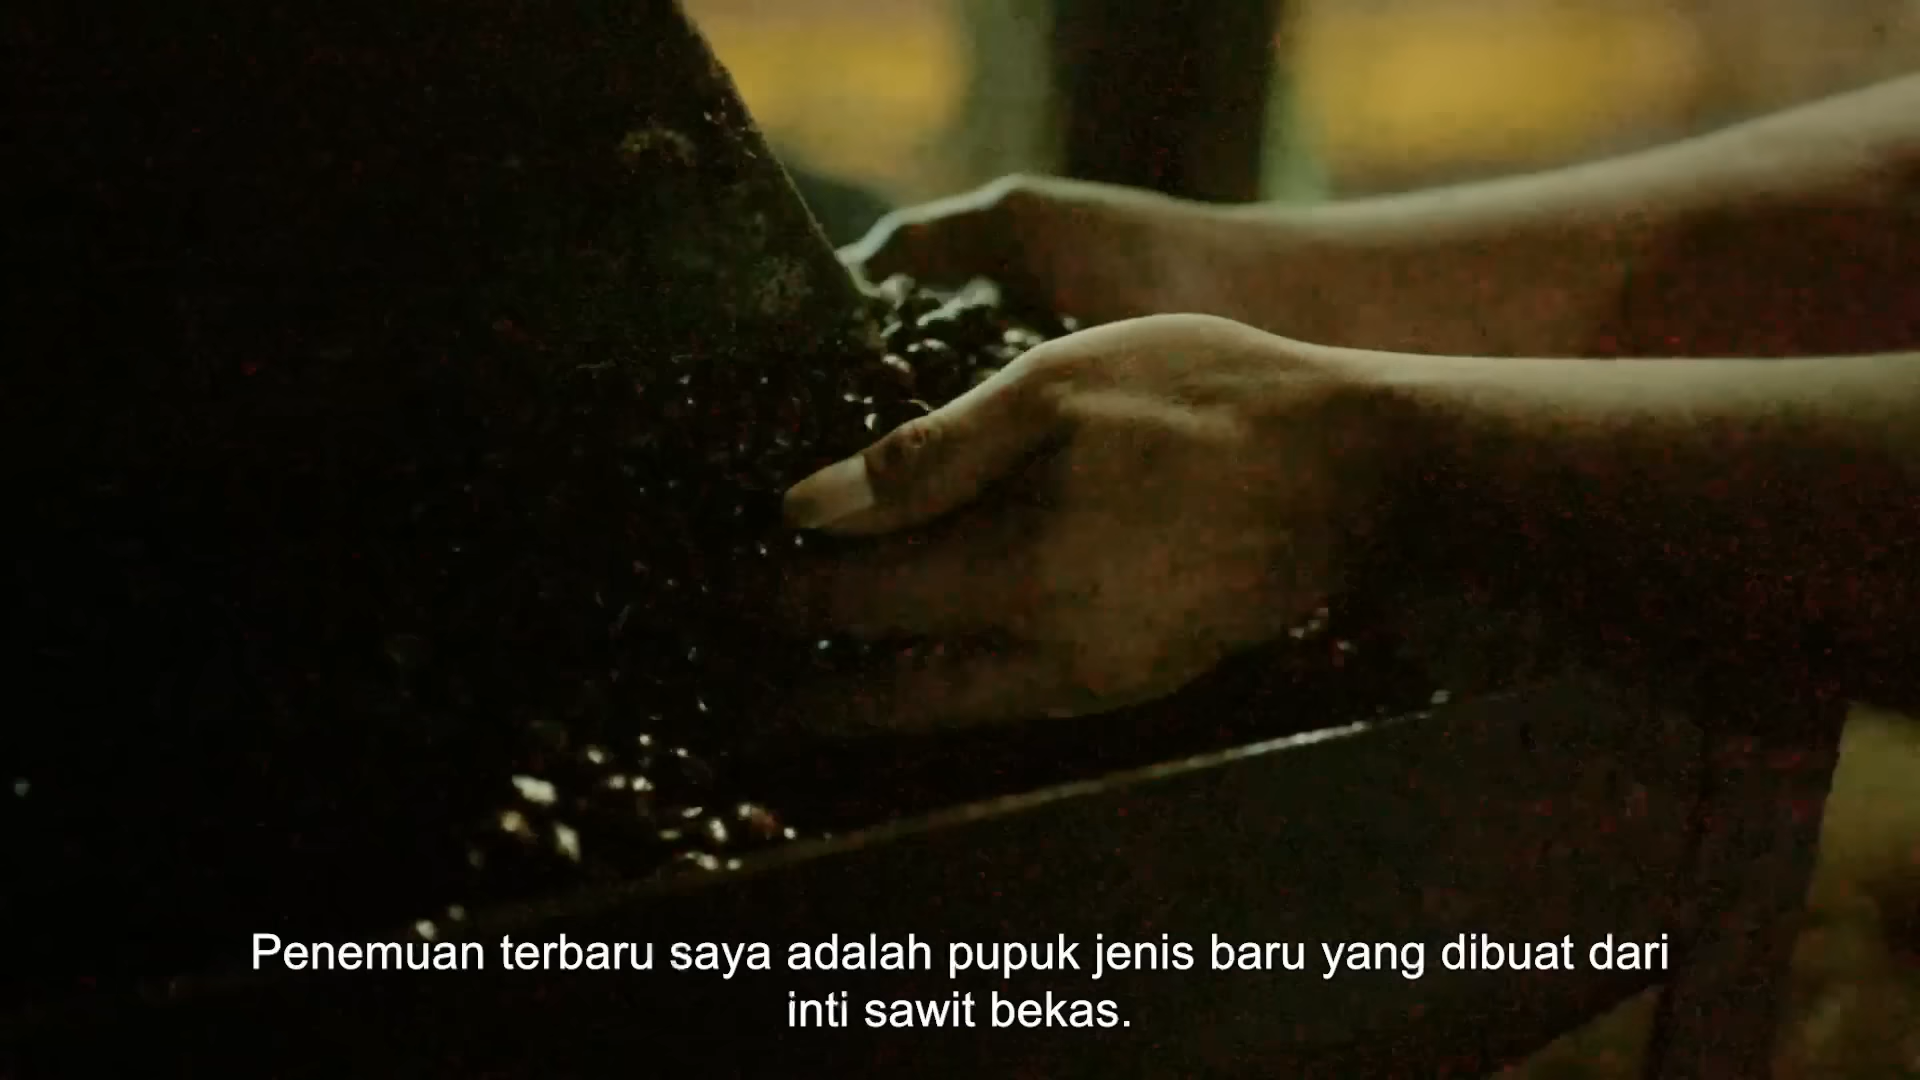 Penemuan terbaru saya adalah pupuk jenis baru yang dibuat dari
inti sawit bekas.